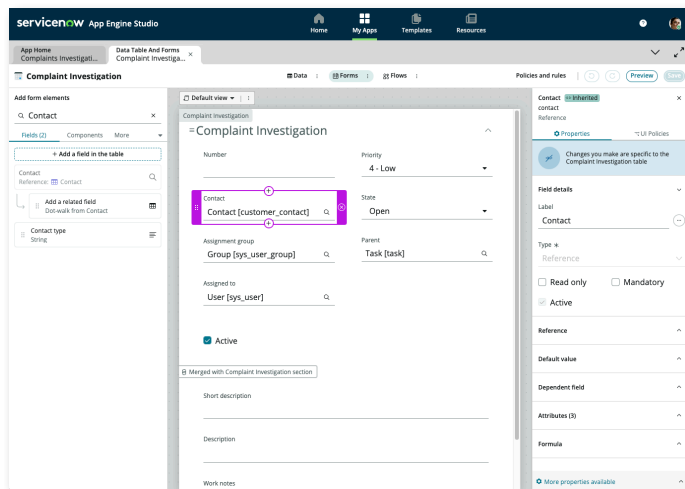 servicenow App Engine Studio
Home
My Apps
Templates
Resources
App Home
Complaints Investigati...
Data Table And Forms
Complaint Investiga...
Complaint Investigation
Data
Forms
Flows
Policies and rules
Preview
Save
Add form elements
Contact
Fields (2)
Components
More
+ Add a field in the table
Contact
Reference: Contact
Add a related field
Dot-walk from Contact
Contact type
String
Default view
Complaint Investigation
Complaint Investigation
Number
Priority
4 - Low
Contact
Contact [customer_contact]
State
Open
Assignment group
Group [sys_user_group]
Parent
Task [task]
Assigned to
User [sys_user]
Active
Merged with Complaint Investigation section
Short description
Description
Work notes
Contact Inherited
contact
Reference
Properties
UI Policies
Changes you make are specific to the
Complaint Investigation table
Field details
Label
Contact
Type *
Reference
Read only
Mandatory
Active
Reference
Default value
Dependent field
Attributes (3)
Formula
More properties available